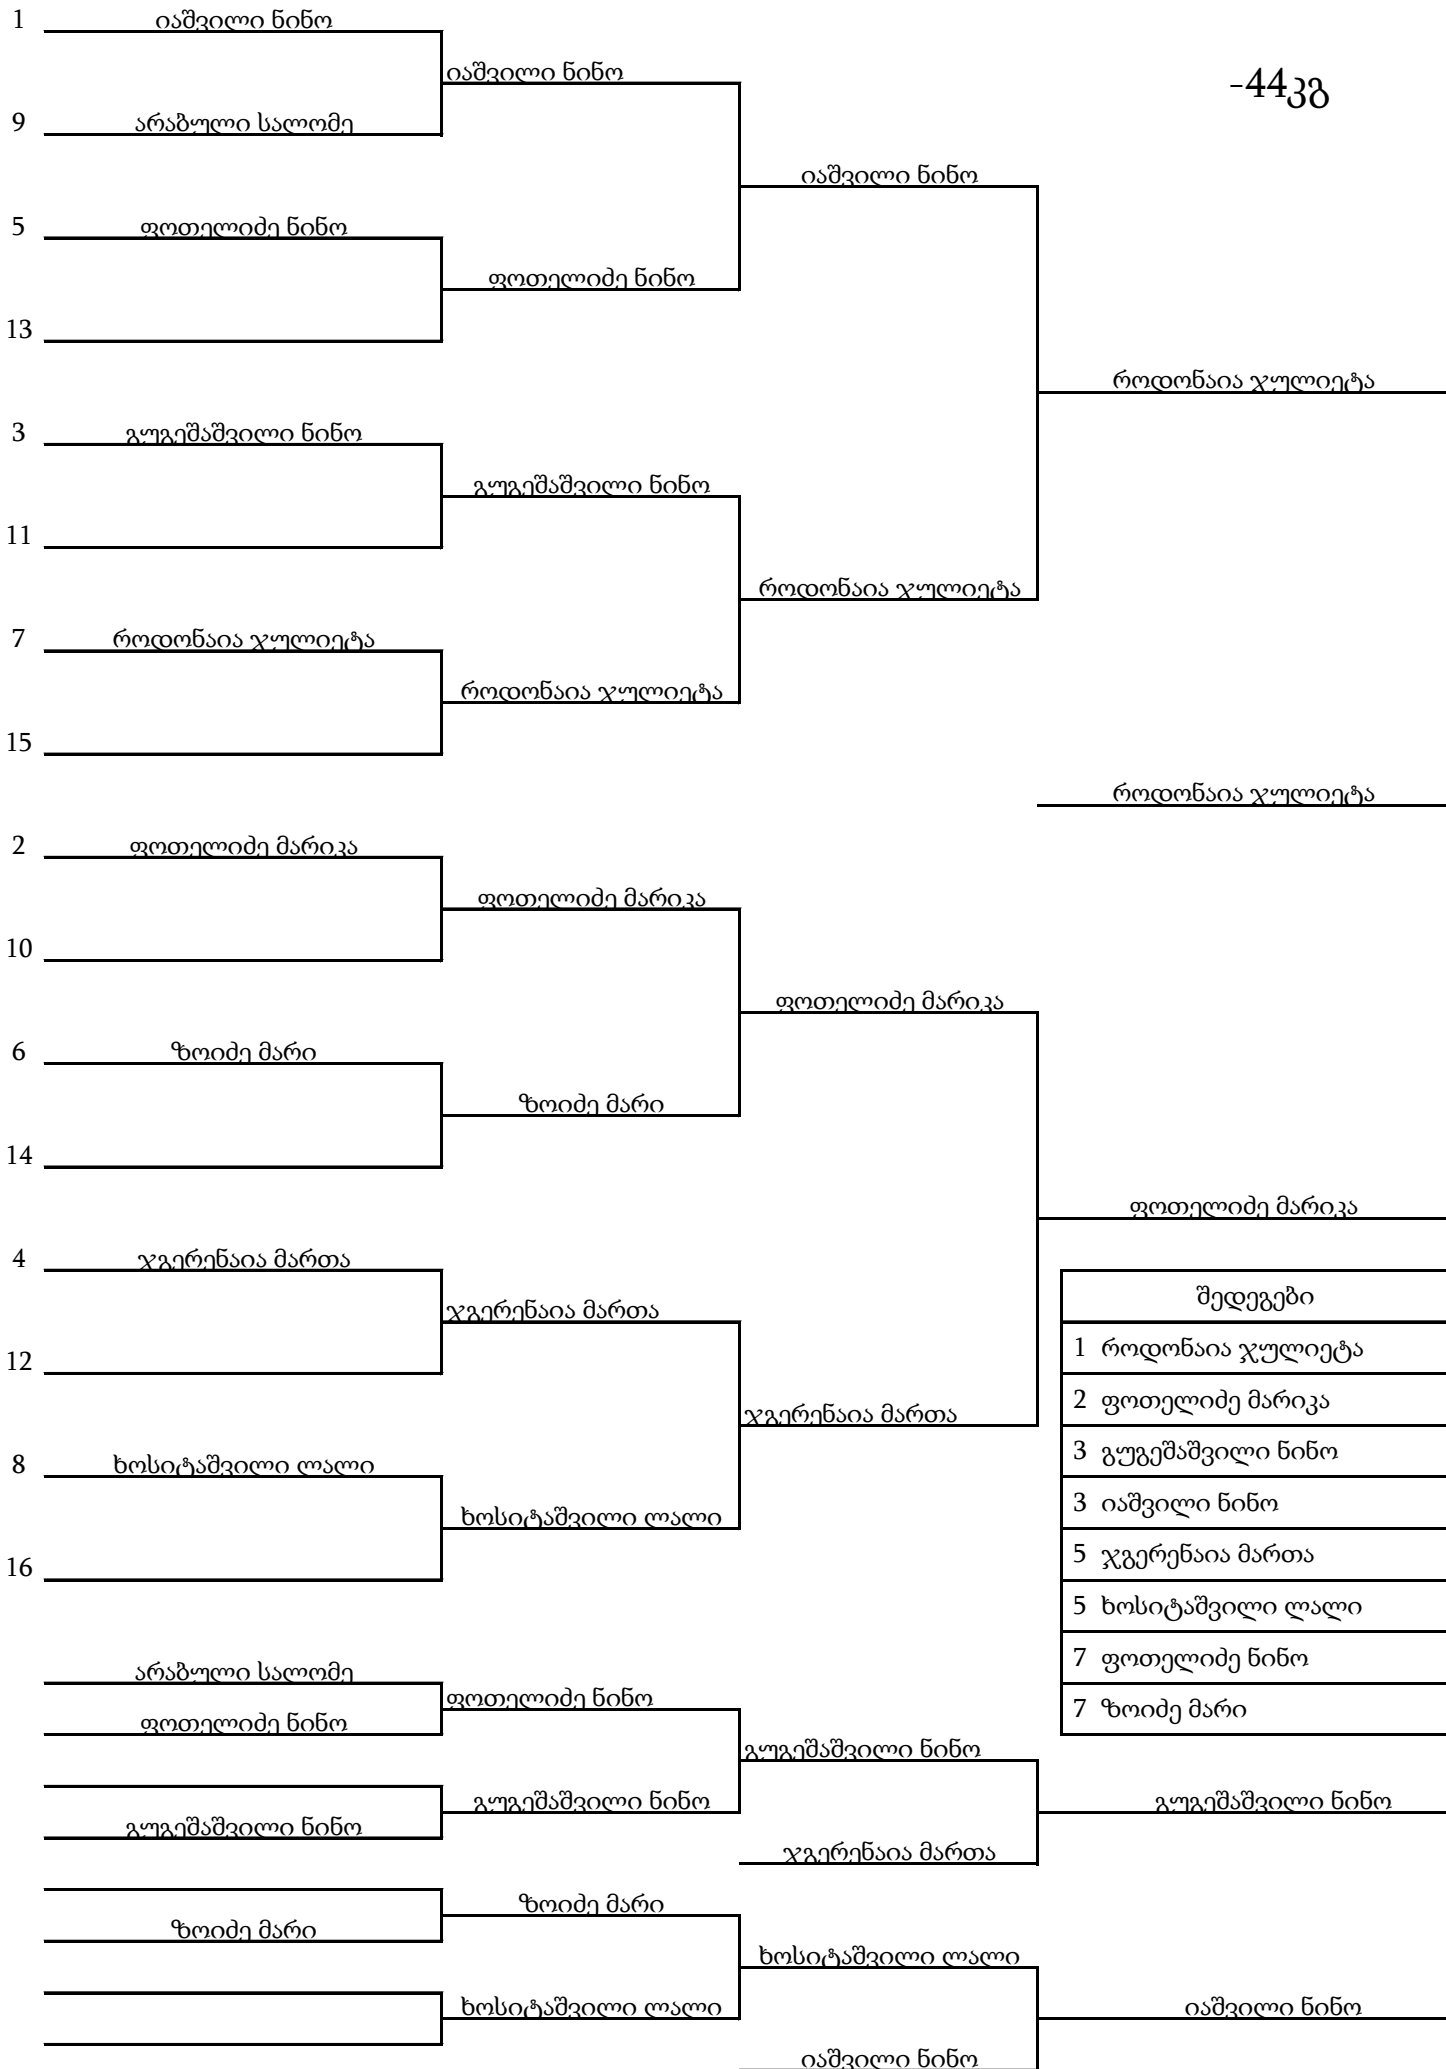 1 იაშვილი ნინო
იაშვილი ნინო
-44კგ
9 არაბული სალომე
იაშვილი ნინო
5 ფოთელიძე ნინო
ფოთელიძე ნინო
13
როდონაია ჯულიეტა
3 გუგეშაშვილი ნინო
გუგეშაშვილი ნინო
11
როდონაია ჯულიეტა
7 როდონაია ჯულიეტა
როდონაია ჯულიეტა
15
როდონაია ჯულიეტა
2 ფოთელიძე მარიკა
ფოთელიძე მარიკა
10
ფოთელიძე მარიკა
6 ზოიძე მარი
ზოიძე მარი
14
ფოთელიძე მარიკა
4 ჯგერენაია მართა
შედეგები
ჯგერენაია მართა
1 როდონაია ჯულიეტა
12
2 ფოთელიძე მარიკა
ჯგერენაია მართა
3 გუგეშაშვილი ნინო
8 ხოსიტაშვილი ლალი
3 იაშვილი ნინო
ხოსიტაშვილი ლალი
5 ჯგერენაია მართა
16
5 ხოსიტაშვილი ლალი
7 ფოთელიძე ნინო
არაბული სალომე
ფოთელიძე ნინო
7 ზოიძე მარი
ფოთელიძე ნინო
გუგეშაშვილი ნინო
გუგეშაშვილი ნინო
გუგეშაშვილი ნინო
გუგეშაშვილი ნინო
ჯგერენაია მართა
ზოიძე მარი
ზოიძე მარი
ხოსიტაშვილი ლალი
ხოსიტაშვილი ლალი
იაშვილი ნინო
იაშვილი ნინო